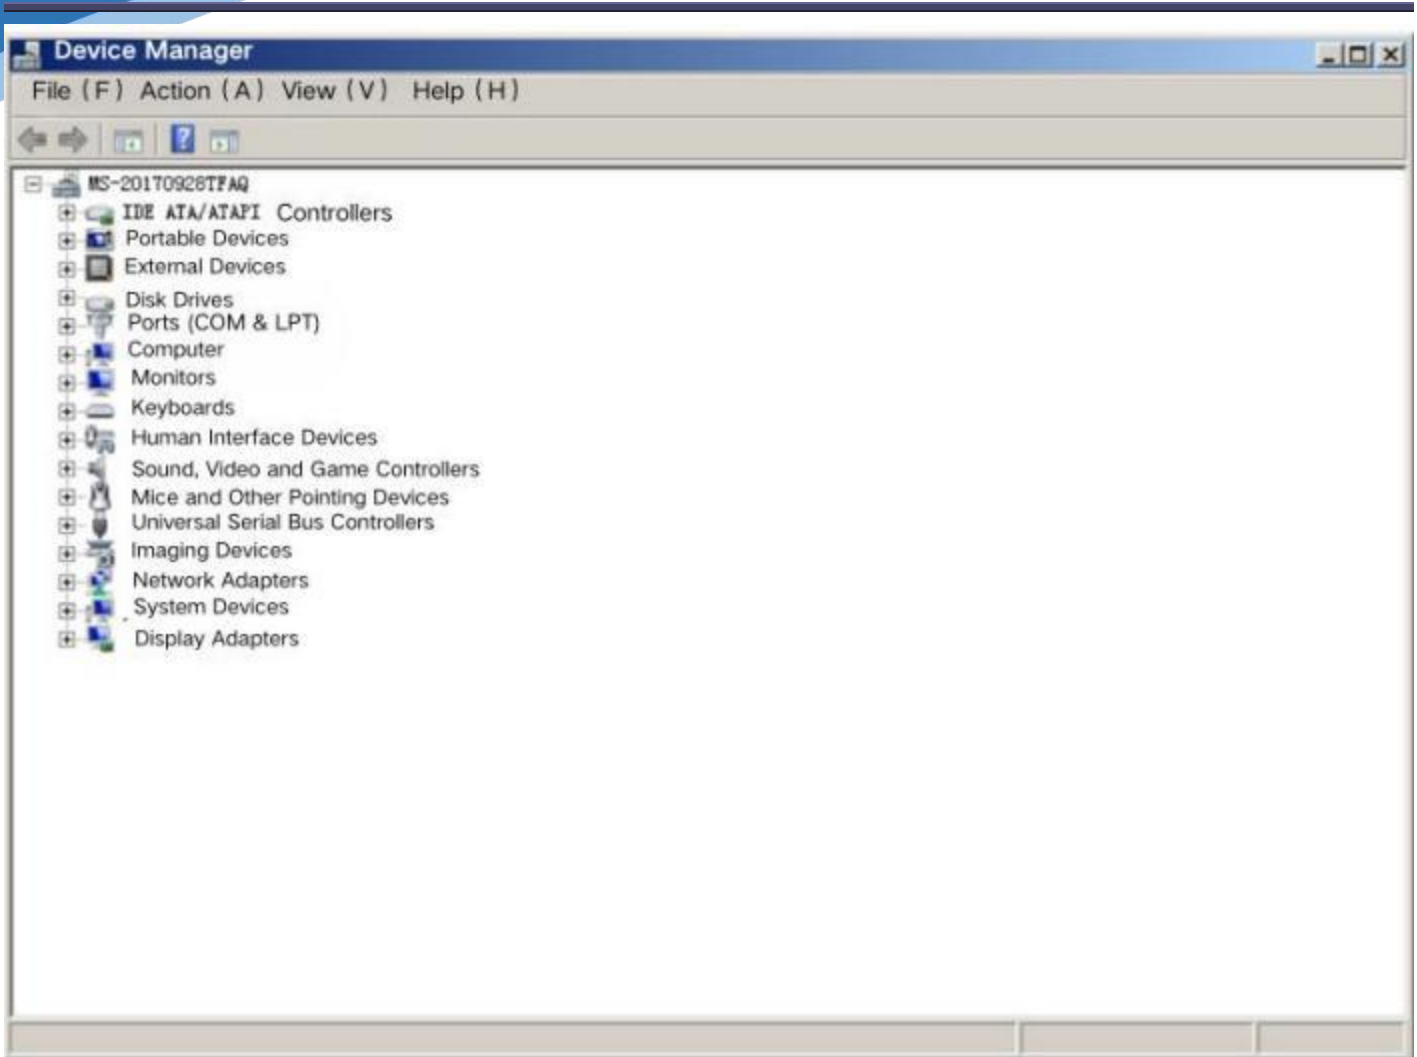 Device Manager
File (F) Action (A) View (V) Help (H)
MS-20170928TFAQ
IDE ATA/ATAPI Controllers
Portable Devices
External Devices
Disk Drives
Ports (COM & LPT)
Computer
Monitors
Keyboards
Human Interface Devices
Sound, Video and Game Controllers
Mice and Other Pointing Devices
Universal Serial Bus Controllers
Imaging Devices
Network Adapters
System Devices
Display Adapters